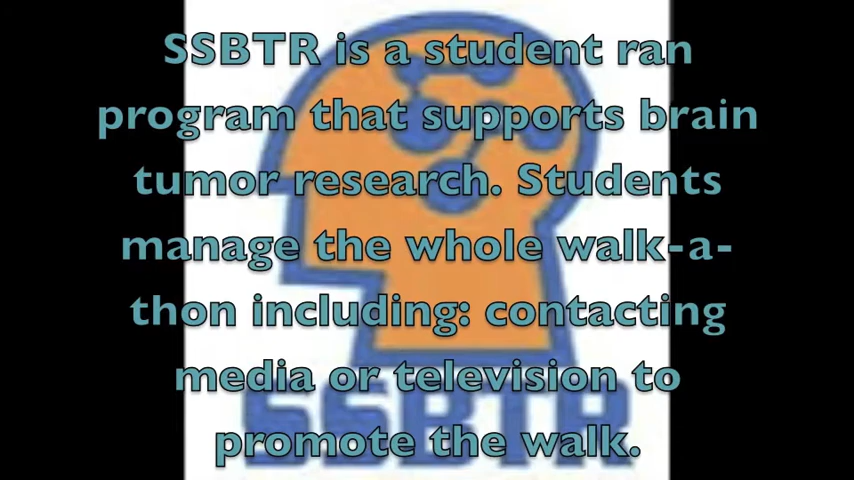 SSBTR is a student ran
program that supports brain
tumor research. Students
manage the whole walk-a-
thon including: contacting
media or television to
promote the walk.
SSBTR